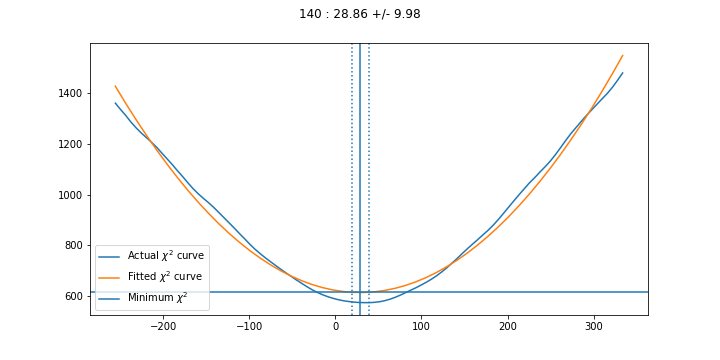 140 : 28.86 +/- 9.98
1400
1200
1000
800
600
Actual χ² curve
Fitted χ² curve
Minimum χ²
−200 −100 0 100 200 300